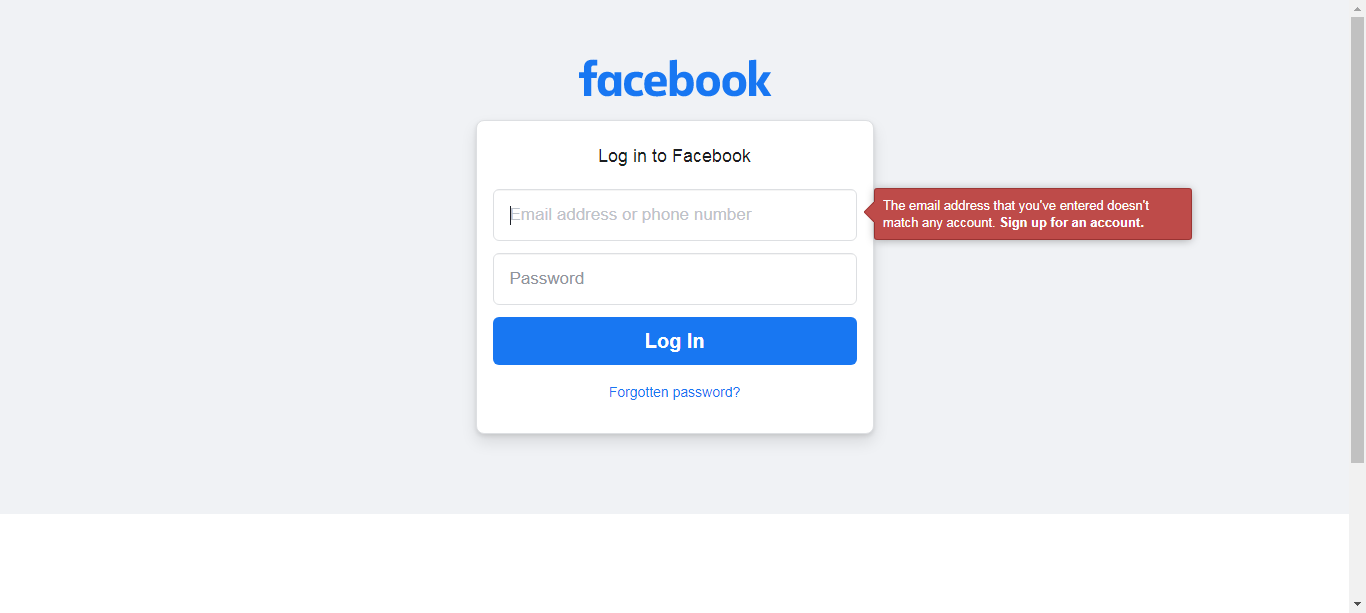 facebook
Log in to Facebook
Email address or phone number
The email address that you've entered doesn't
match any account. Sign up for an account.
Password
Log In
Forgotten password?